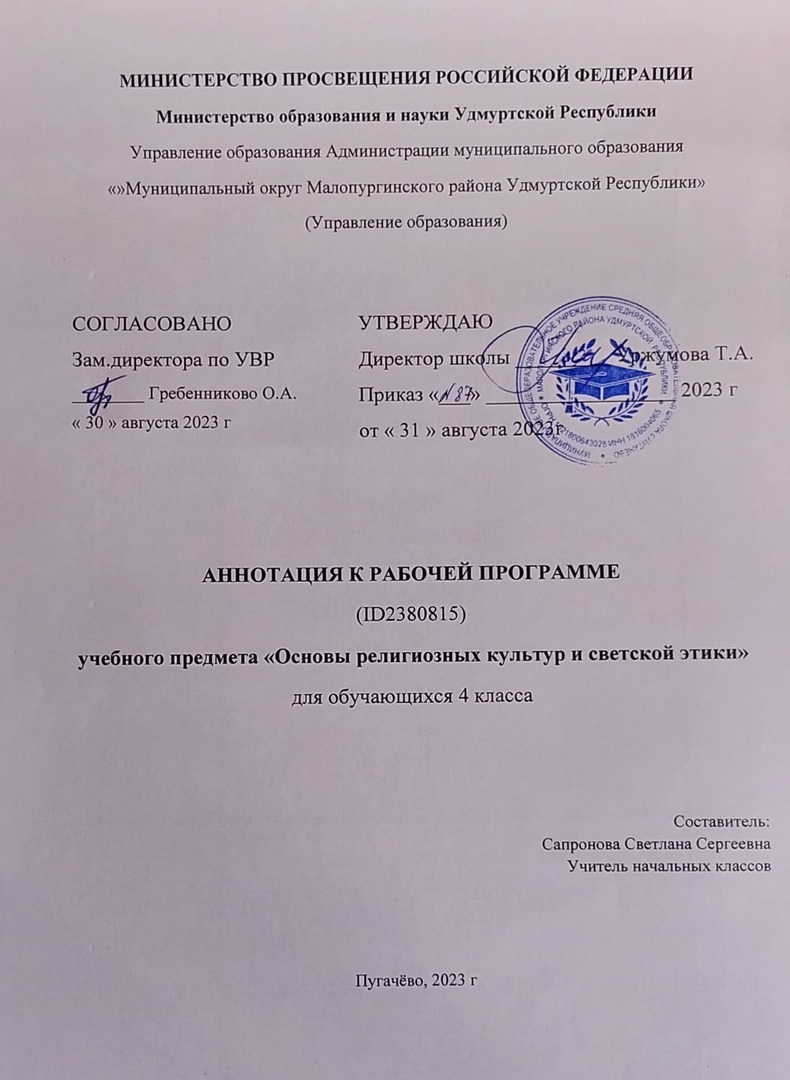 МИНИСТЕРСТВО ПРОСВЕЩЕНИЯ РОССИЙСКОЙ ФЕДЕРАЦИИ
Министерство образования и науки Удмуртской Республики
Управление образования Администрации муниципального образования
«»Муниципальный округ Малопургинского района Удмуртской Республики»
(Управление образования)
СОГЛАСОВАНО
Зам.директора по УВР
Гребенниково О.А.
« 30 » августа 2023 г
УТВЕРЖДАЮ
Директор школы Уржумова Т.А.
Приказ «№87» 2023 г
от « 31 » августа 2023г
АННОТАЦИЯ К РАБОЧЕЙ ПРОГРАММЕ
(ID2380815)
учебного предмета «Основы религиозных культур и светской этики»
для обучающихся 4 класса
Составитель:
Сапронова Светлана Сергеевна
Учитель начальных классов
Пугачёво, 2023 г